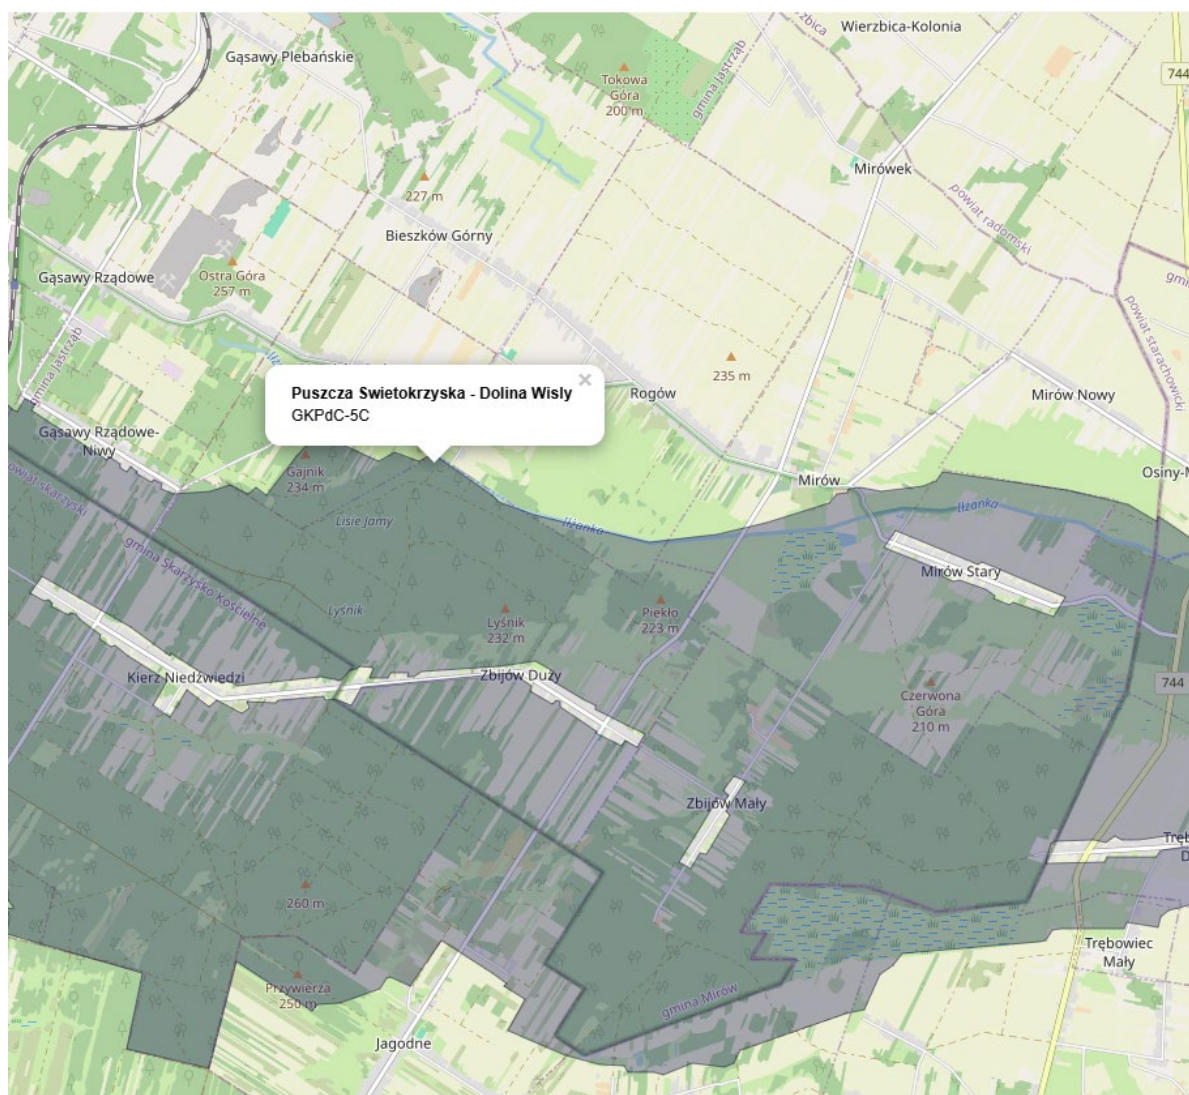 Wierzbica-Kolonia
Gąsawy Plebańskie
744
Tokowa
Góra
200 m
gmina Jastrząb
Mirówek
227 m
powiat radomski
Bieszków Górny
Gąsawy Rządowe
Ostra Góra
257 m
powiat starachowicki
gmina Jastrząb
235 m
Rogów
Mirów Nowy
Puszcza Swietokrzyska - Dolina Wisly
×
GKPdC-5C
Gąsawy Rządowe-
Niwy
Gajnik
234 m
Mirów
powiat skarżyski
Lisie Jamy
Iłżanka
Iłżanka
gmina Skarżysko Kościelne
Mirów Stary
Łyśnik
Łyśnik
232 m
Piekło
223 m
Kierz Niedźwiedzi
Zbijów Duży
744
Czerwona
Góra
210 m
Zbijów Mały
260 m
Trębowiec
Mały
Przywierza
250 m
gmina Mirów
Jagodne